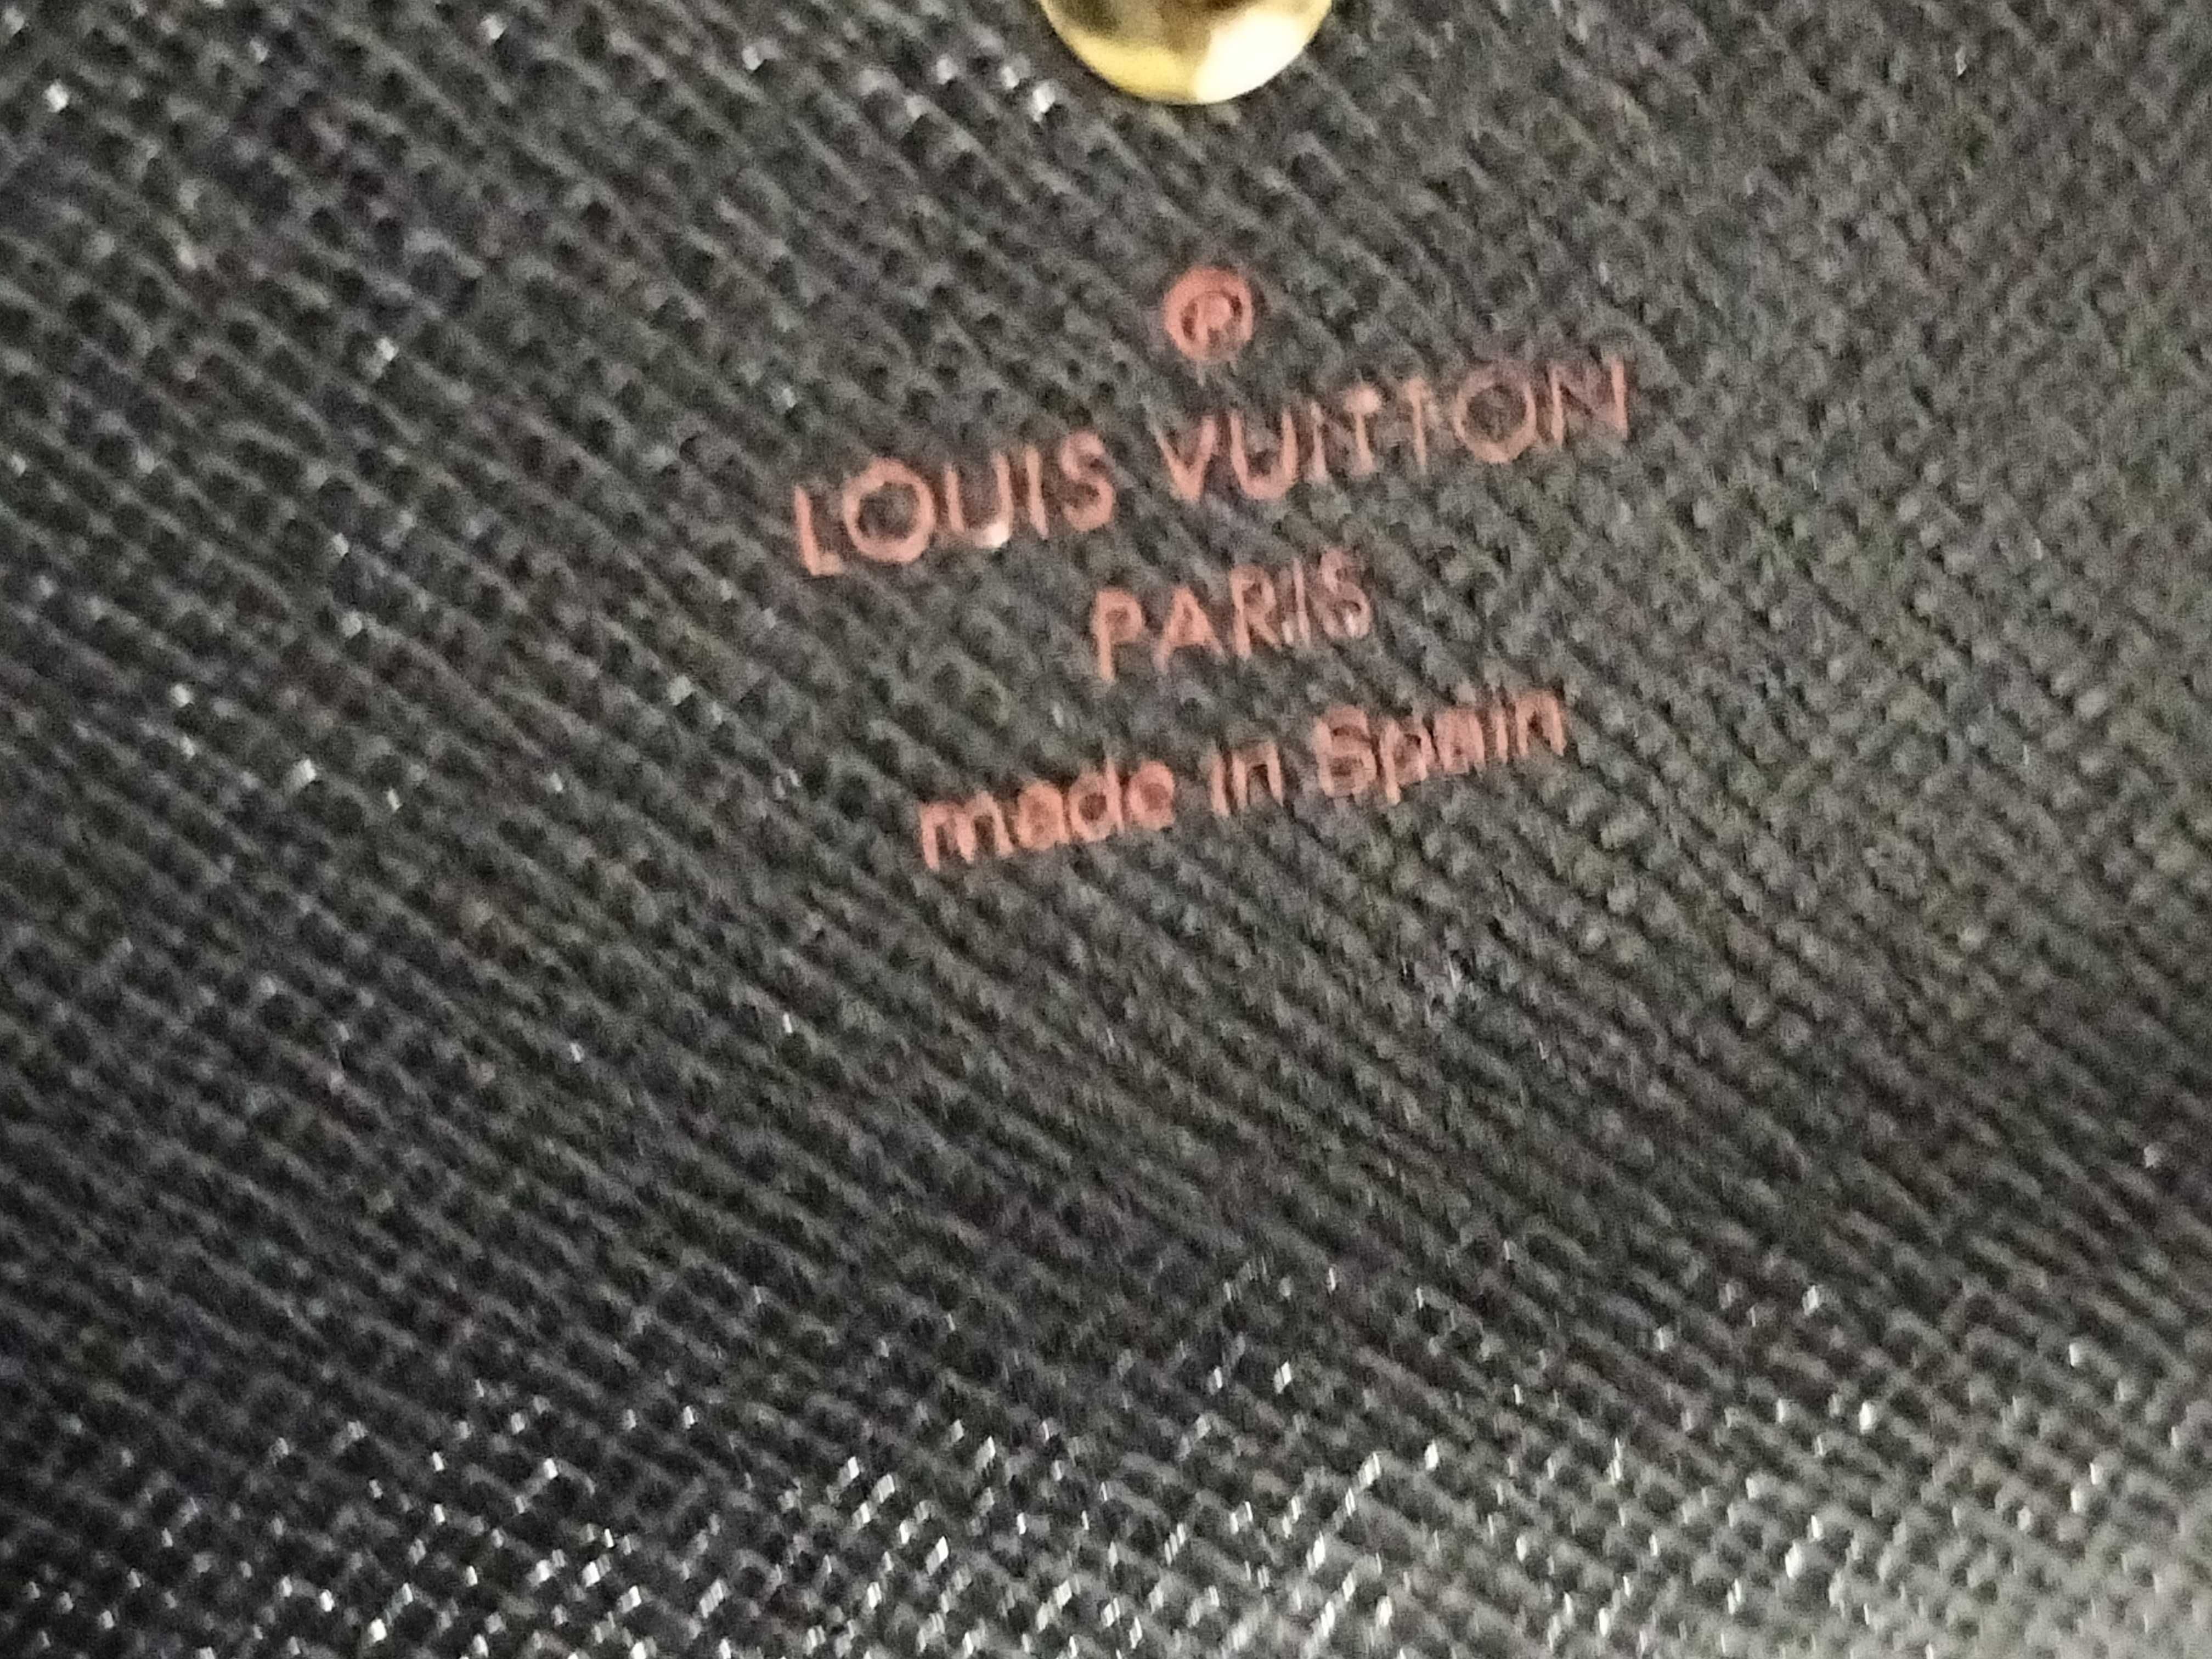 ®
LOUIS VUITTON
PARIS
made in Spain